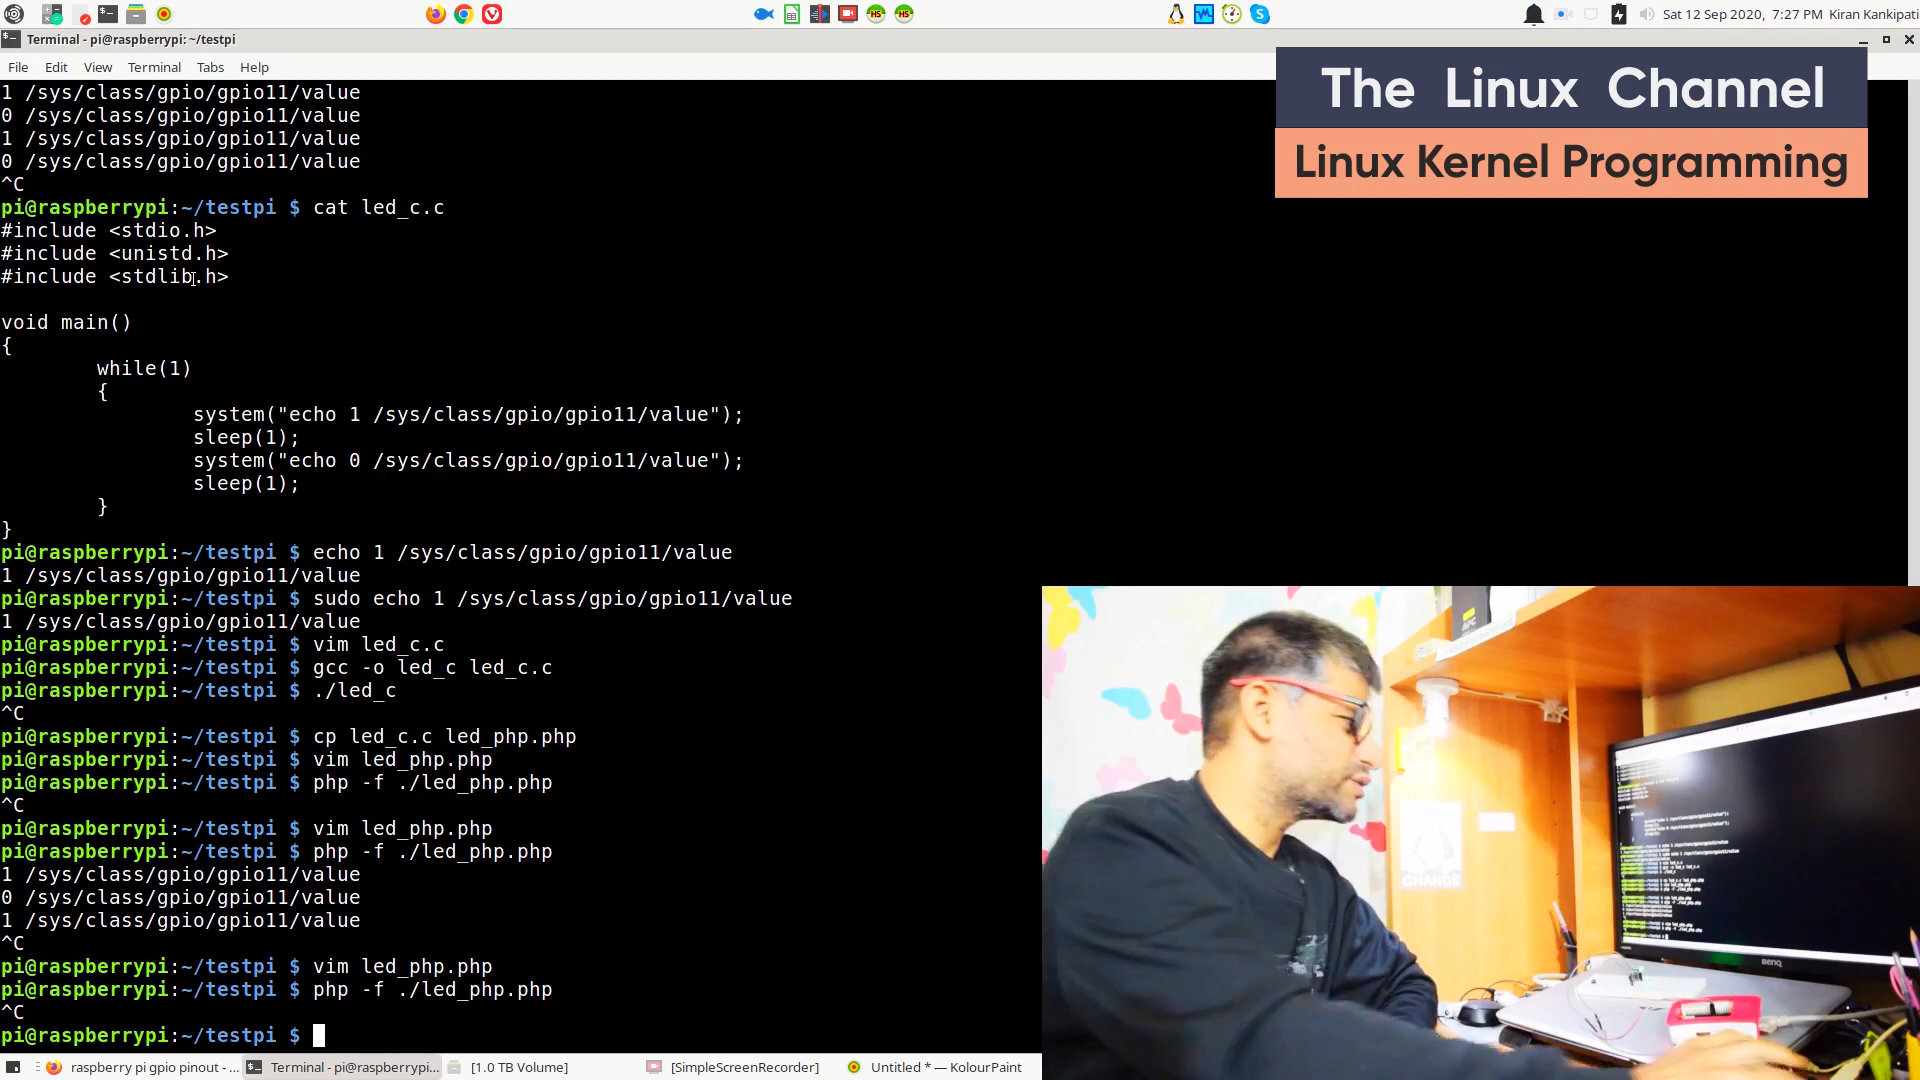 Sat 12 Sep 2020, 7:27 PM Kiran Kankipati
Terminal - pi@raspberrypi: ~/testpi
File Edit View Terminal Tabs Help
The Linux Channel
Linux Kernel Programming
1 /sys/class/gpio/gpio11/value
0 /sys/class/gpio/gpio11/value
1 /sys/class/gpio/gpio11/value
0 /sys/class/gpio/gpio11/value
^C
pi@raspberrypi:~/testpi $ cat led_c.c
#include <stdio.h>
#include <unistd.h>
#include <stdlib.h>
void main()
{
while(1)
{
system("echo 1 /sys/class/gpio/gpio11/value");
sleep(1);
system("echo 0 /sys/class/gpio/gpio11/value");
sleep(1);
}
}
pi@raspberrypi:~/testpi $ echo 1 /sys/class/gpio/gpio11/value
1 /sys/class/gpio/gpio11/value
pi@raspberrypi:~/testpi $ sudo echo 1 /sys/class/gpio/gpio11/value
1 /sys/class/gpio/gpio11/value
pi@raspberrypi:~/testpi $ vim led_c.c
pi@raspberrypi:~/testpi $ gcc -o led_c led_c.c
pi@raspberrypi:~/testpi $ ./led_c
^C
pi@raspberrypi:~/testpi $ cp led_c.c led_php.php
pi@raspberrypi:~/testpi $ vim led_php.php
pi@raspberrypi:~/testpi $ php -f ./led_php.php
^C
pi@raspberrypi:~/testpi $ vim led_php.php
pi@raspberrypi:~/testpi $ php -f ./led_php.php
1 /sys/class/gpio/gpio11/value
0 /sys/class/gpio/gpio11/value
1 /sys/class/gpio/gpio11/value
^C
pi@raspberrypi:~/testpi $ vim led_php.php
pi@raspberrypi:~/testpi $ php -f ./led_php.php
^C
pi@raspberrypi:~/testpi $
APC
CHANGE
BenQ
raspberry pi gpio pinout - ... Terminal - pi@raspberrypi... [1.0 TB Volume] [SimpleScreenRecorder] Untitled * — KolourPaint